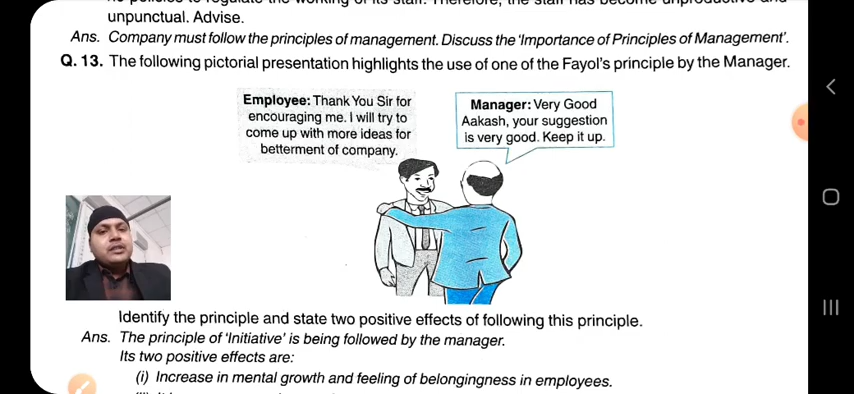 unpunctual. Advise.
Ans. Company must follow the principles of management. Discuss the 'Importance of Principles of Management'.
Q. 13. The following pictorial presentation highlights the use of one of the Fayol's principle by the Manager.
Employee: Thank You Sir for
encouraging me. I will try to
come up with more ideas for
betterment of company.
Manager: Very Good
Aakash, your suggestion
is very good. Keep it up.
Identify the principle and state two positive effects of following this principle.
Ans. The principle of 'Initiative' is being followed by the manager.
Its two positive effects are:
(i) Increase in mental growth and feeling of belongingness in employees.